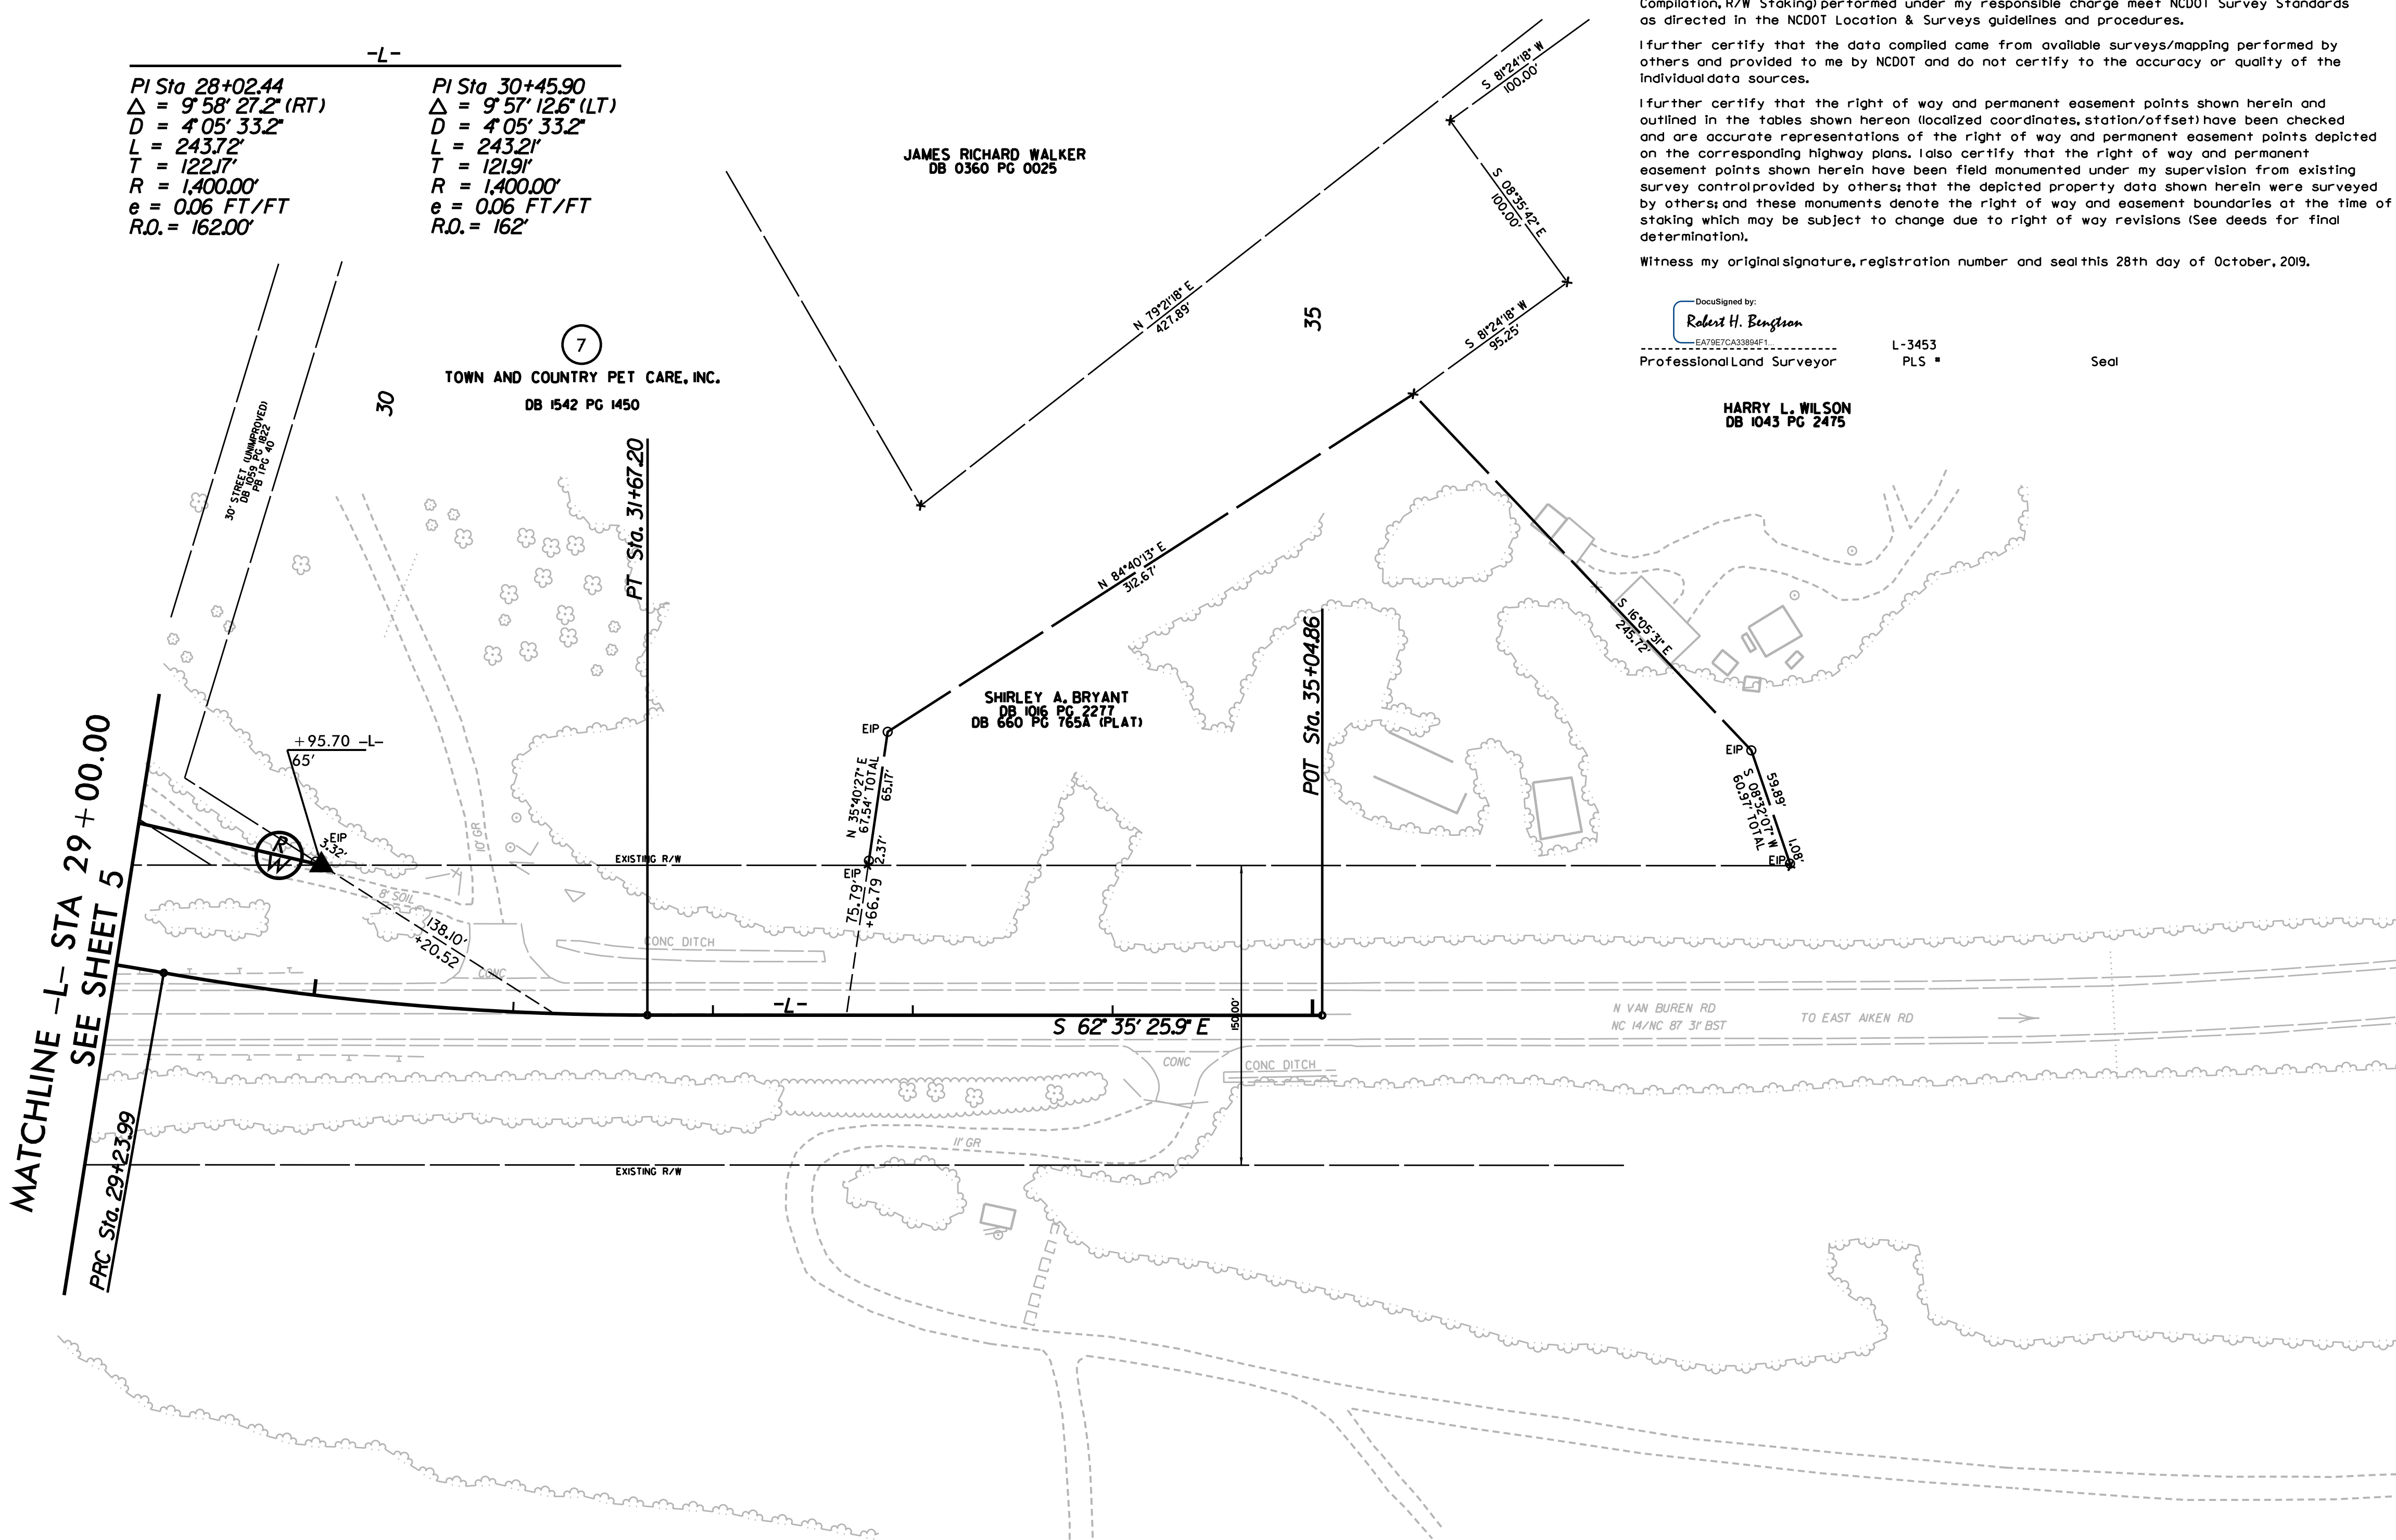 Compilation, R/W Staking) performed under my responsible charge meet NCDOT Survey Standards
as directed in the NCDOT Location & Surveys guidelines and procedures.
I further certify that the data compiled came from available surveys/mapping performed by
others and provided to me by NCDOT and do not certify to the accuracy or quality of the
individual data sources.
I further certify that the right of way and permanent easement points shown herein and
outlined in the tables shown hereon (localized coordinates, station/offset) have been checked
and are accurate representations of the right of way and permanent easement points depicted
on the corresponding highway plans. I also certify that the right of way and permanent
easement points shown herein have been field monumented under my supervision from existing
survey control provided by others; that the depicted property data shown herein were surveyed
by others; and these monuments denote the right of way and easement boundaries at the time of
staking which may be subject to change due to right of way revisions (See deeds for final
determination).
Witness my original signature, registration number and seal this 28th day of October, 2019.
DocuSigned by:
Robert H. Bengtson
EA79E7CA33894F1...
L-3453
Professional Land Surveyor
PLS #
Seal
-L-
PI Sta 28+02.44
Δ = 9° 58' 27.2" (RT)
D = 4° 05' 33.2"
L = 243.72'
T = 122.17'
R = 1,400.00'
e = 0.06 FT/FT
R.O. = 162.00'
PI Sta 30+45.90
Δ = 9° 57' 12.6" (LT)
D = 4° 05' 33.2"
L = 243.21'
T = 121.91'
R = 1,400.00'
e = 0.06 FT/FT
R.O. = 162'
JAMES RICHARD WALKER
DB 0360 PG 0025
S 81°24'18" W
100.00'
S 08°35'42" E
100.00'
S 81°24'18" W
95.25'
N 79°21'18" E
427.89'
35
7
TOWN AND COUNTRY PET CARE, INC.
DB 1542 PG 1450
30
30' STREET (UNIMPROVED)
DB 1059 PG 1822
PB 1 PG 40
HARRY L. WILSON
DB 1043 PG 2475
PT Sta. 31+67.20
N 84°40'13" E
312.67'
S 16°05'31" E
245.72'
SHIRLEY A. BRYANT
DB 1016 PG 2277
DB 660 PG 765A (PLAT)
POT Sta. 35+04.86
EIP
N 35°40'27" E
67.54' TOTAL
65.17'
2.37'
EIP
75.79'
+66.79
EIP
59.89'
S 08°32'07" W
60.97' TOTAL
1.08'
EIP
+95.70 -L-
65'
R
W
EIP
3.32'
EXISTING R/W
10' GR
8' SOIL
138.10'
+20.52
CONC
CONC DITCH
MATCHLINE -L- STA 29+00.00
SEE SHEET 5
-L-
S 62° 35' 25.9" E
150.00'
N VAN BUREN RD
NC 14/NC 87 31' BST
TO EAST AIKEN RD
CONC
CONC DITCH
PRC Sta. 29+23.99
11' GR
EXISTING R/W